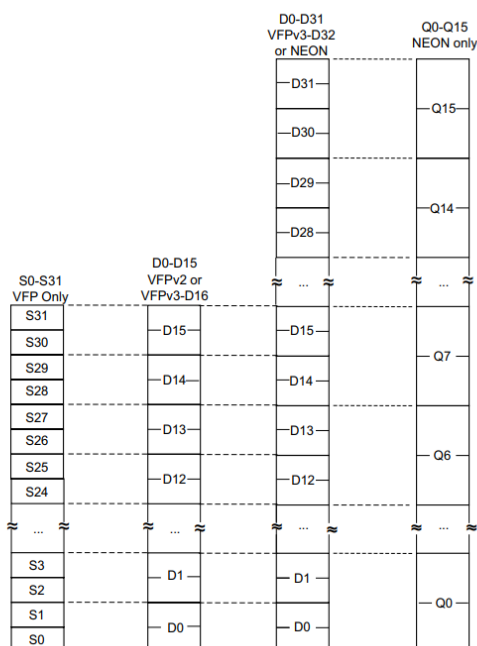 D0-D31
VFPv3-D32
or NEON
Q0-Q15
NEON only
D31
Q15
D30
D29
Q14
D28
D0-D15
VFPv2 or
VFPv3-D16
S0-S31
VFP Only
≈ ... ≈ ≈ ... ≈
S31
D15
D15
S30
Q7
S29
D14
D14
S28
S27
D13
D13
S26
Q6
S25
D12
D12
S24
≈ ... ≈ ≈ ... ≈ ≈ ... ≈ ≈ ... ≈
S3
D1
D1
S2
Q0
S1
D0
D0
S0